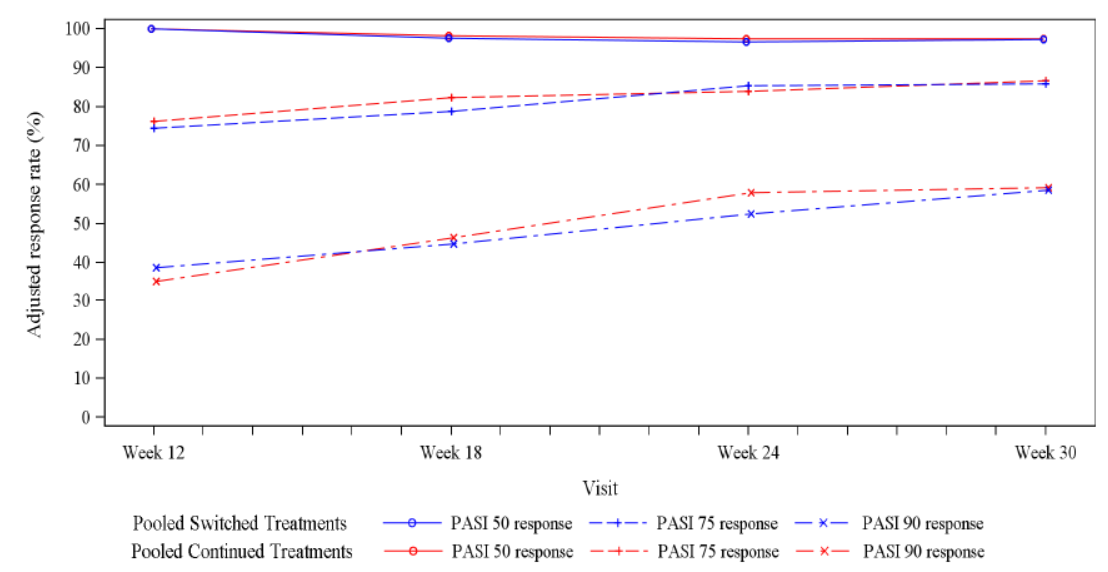 100
90
80
70
60
50
40
30
20
10
0
Adjusted response rate (%)
Week 12 Week 18 Week 24 Week 30
Visit
Pooled Switched Treatments PASI 50 response PASI 75 response PASI 90 response
Pooled Continued Treatments PASI 50 response PASI 75 response PASI 90 response